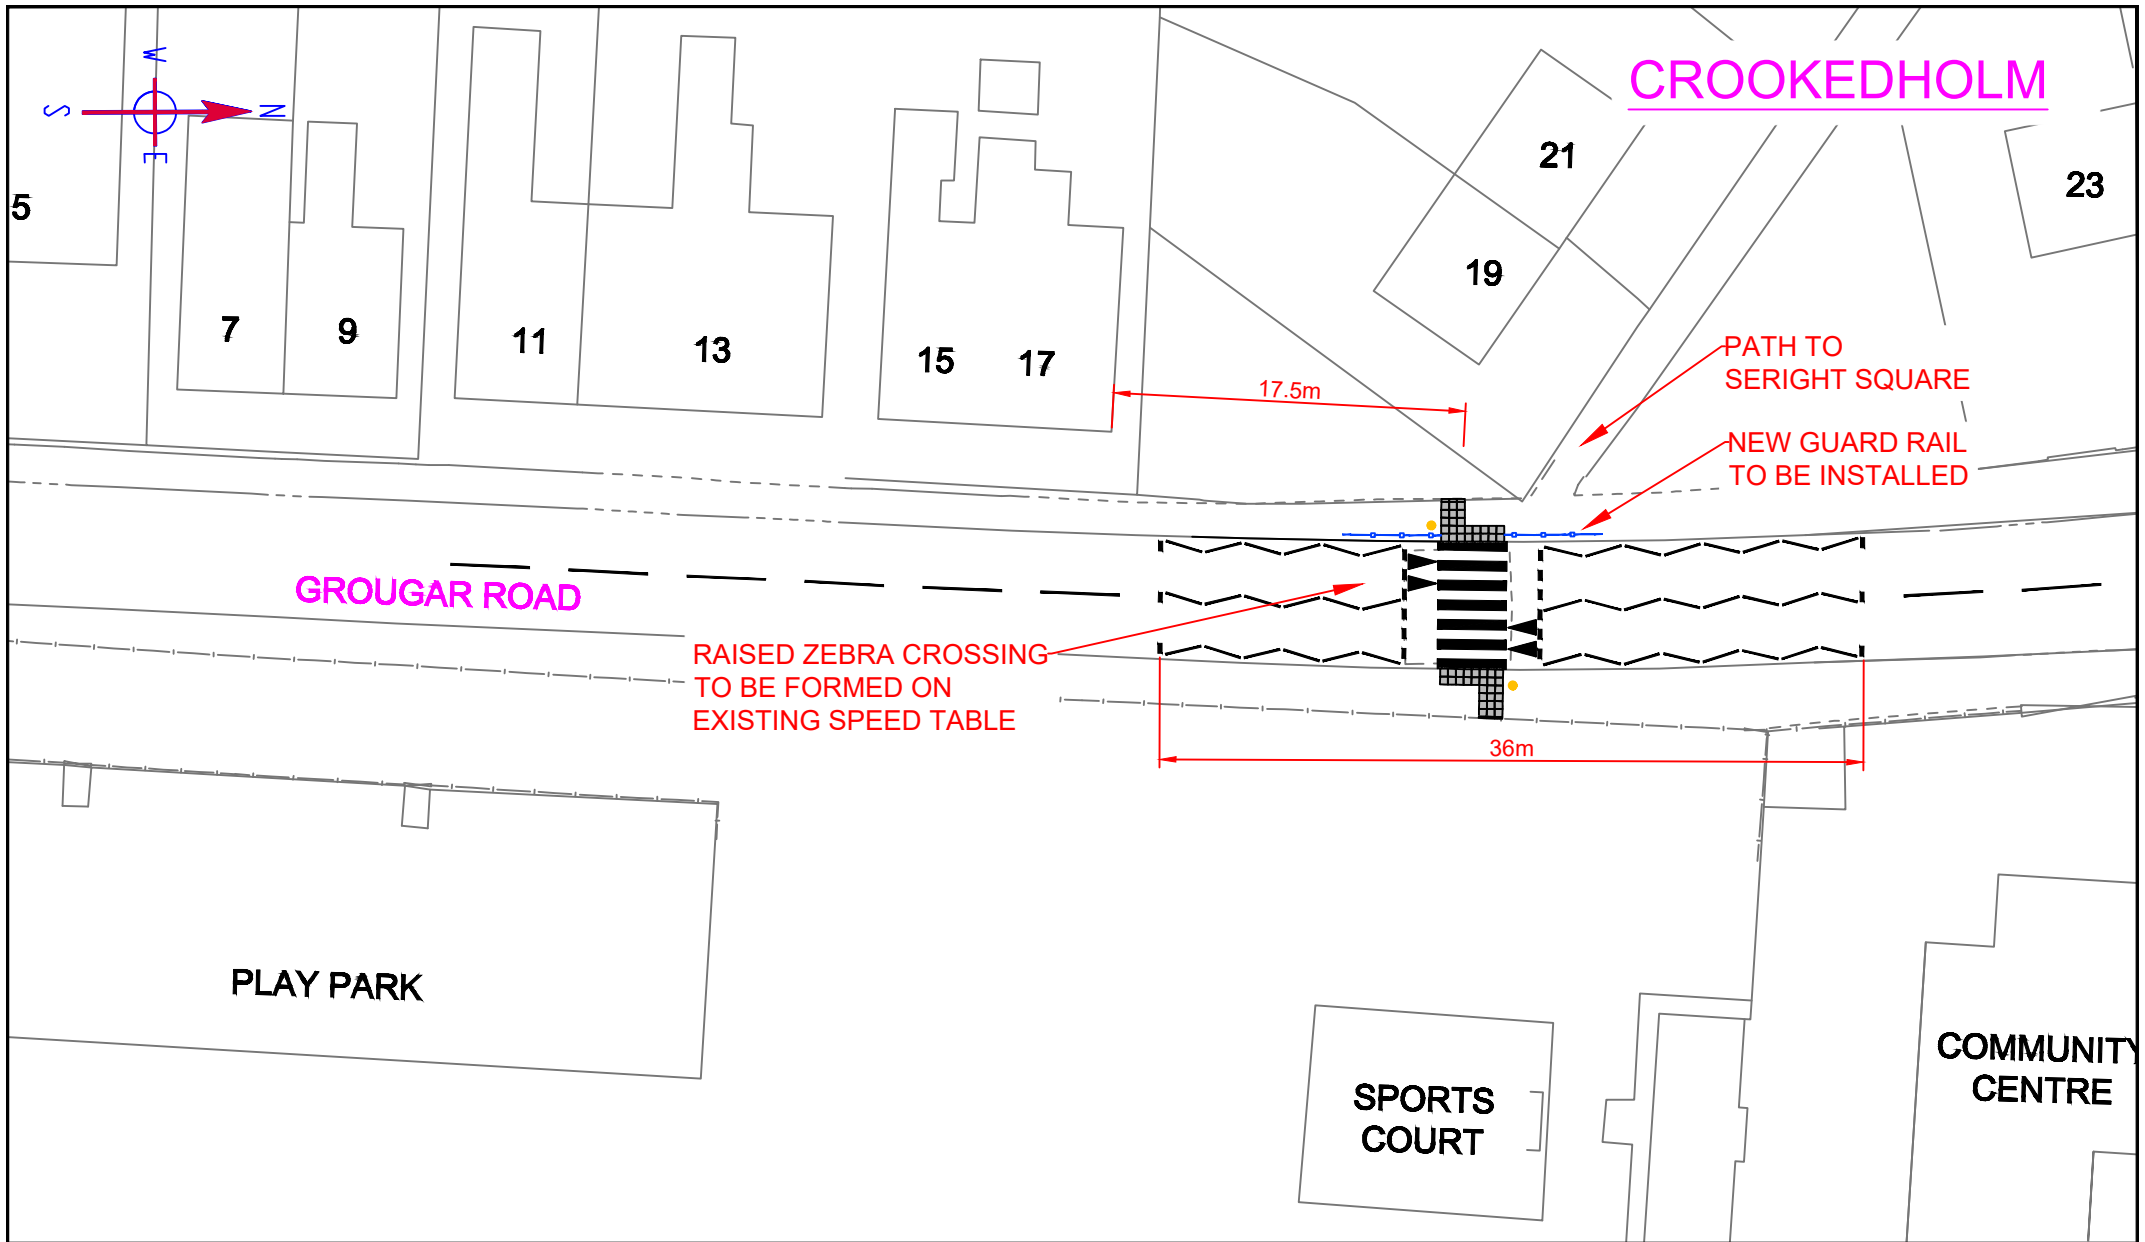 CROOKEDHOLM
W
S
N
E
5
7
9
11
13
15
17
19
21
23
17.5m
PATH TO
SERIGHT SQUARE
NEW GUARD RAIL
TO BE INSTALLED
GROUGAR ROAD
RAISED ZEBRA CROSSING
TO BE FORMED ON
EXISTING SPEED TABLE
36m
PLAY PARK
SPORTS
COURT
COMMUNITY
CENTRE